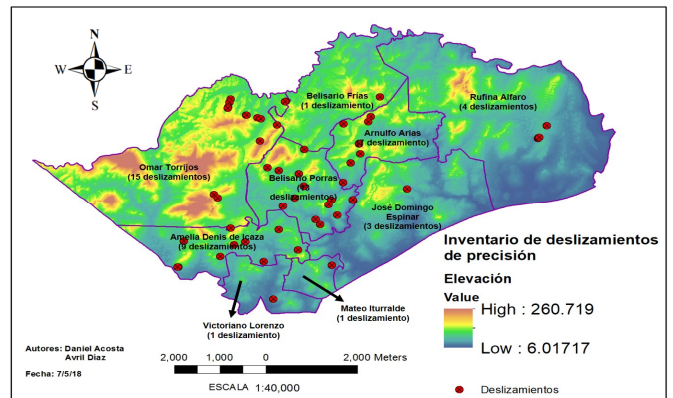 N
W
E
S
Belisario Frías
(1 deslizamiento)
Rufina Alfaro
(4 deslizamientos)
Arnulfo Arias
deslizamiento)
Omar Torrijos
(15 deslizamientos)
Belisario Porras
deslizamientos)
José Domingo
Espinar
(3 deslizamientos)
Amelia Denis de Icaza
(9 deslizamientos)
Mateo Iturralde
(1 deslizamiento)
Victoriano Lorenzo
(1 deslizamiento)
Inventario de deslizamientos
de precisión
Elevación
Value
High : 260.719
Low : 6.01717
Deslizamientos
Autores: Daniel Acosta
Avril Diaz
Fecha: 7/5/18
2,000 1,000 0 2,000 Meters
ESCALA 1:40,000